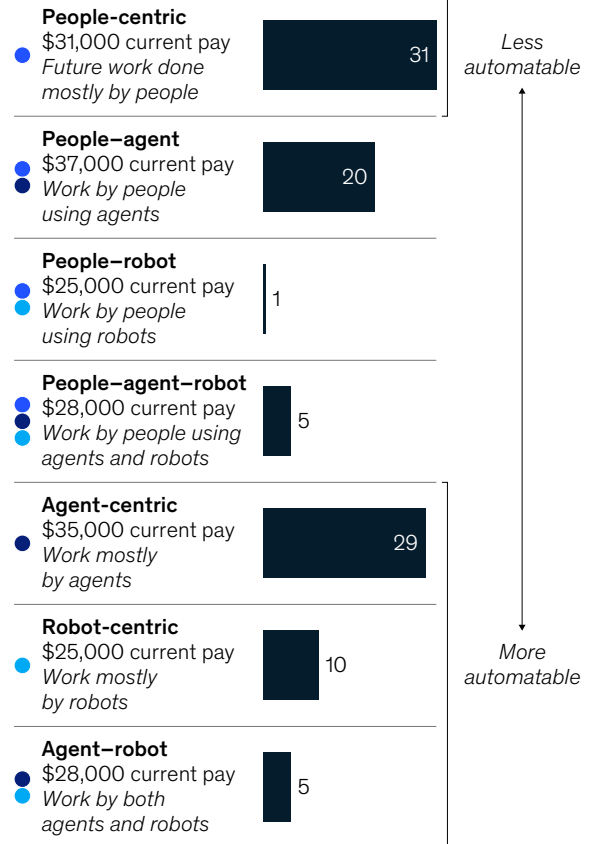 People-centric
$31,000 current pay
Future work done
mostly by people
31
Less
automatable
People–agent
$37,000 current pay
Work by people
using agents
20
People–robot
$25,000 current pay
Work by people
using robots
1
People–agent–robot
$28,000 current pay
Work by people using
agents and robots
5
Agent-centric
$35,000 current pay
Work mostly
by agents
29
Robot-centric
$25,000 current pay
Work mostly
by robots
10
More
automatable
Agent–robot
$28,000 current pay
Work by both
agents and robots
5